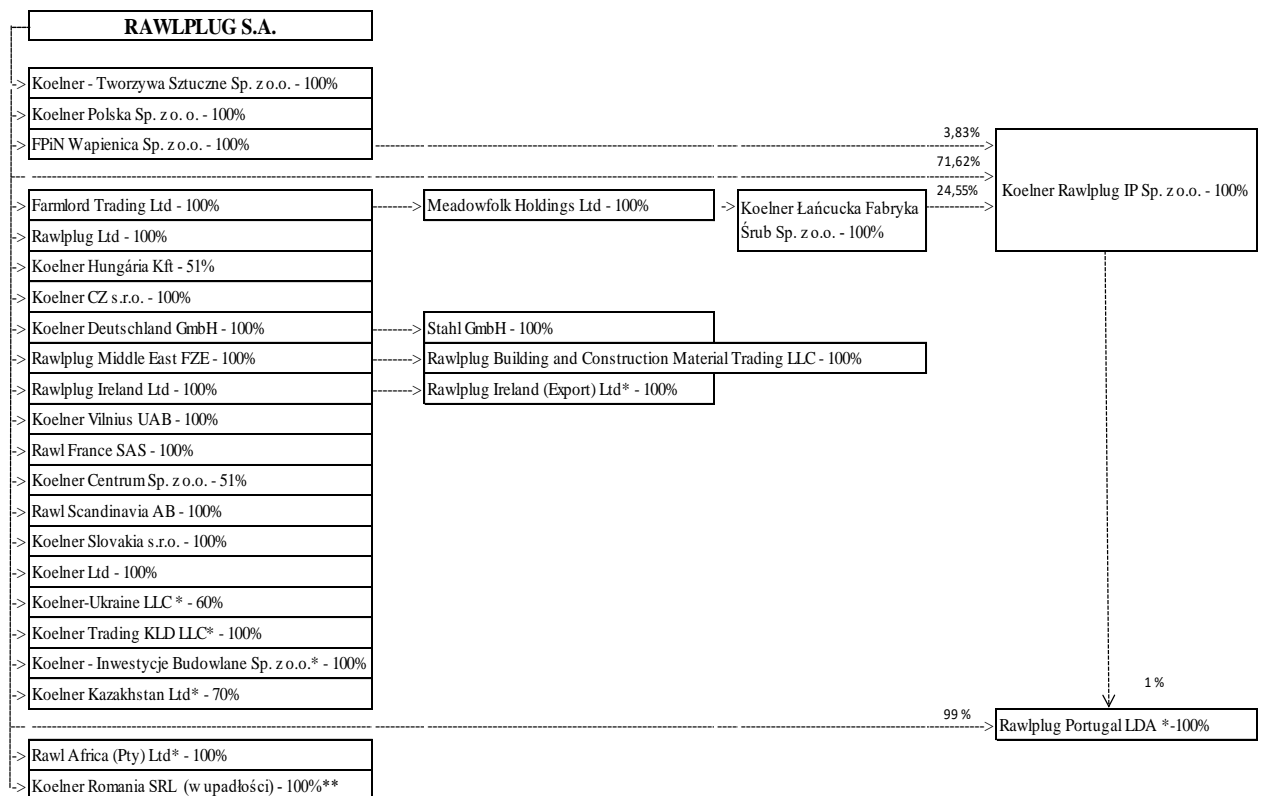 RAWLPLUG S.A.
Koelner - Tworzywa Sztuczne Sp. z o.o. - 100%
Koelner Polska Sp. z o. o. - 100%
FPiN Wapienica Sp. z o.o. - 100%
3,83%
71,62%
24,55%
Koelner Rawlplug IP Sp. z o.o. - 100%
Farmlord Trading Ltd - 100%
Meadowfolk Holdings Ltd - 100%
Koelner Łańcucka Fabryka
Śrub Sp. z o.o. - 100%
Rawlplug Ltd - 100%
Koelner Hungária Kft - 51%
Koelner CZ s.r.o. - 100%
Koelner Deutschland GmbH - 100%
Stahl GmbH - 100%
Rawlplug Middle East FZE - 100%
Rawlplug Building and Construction Material Trading LLC - 100%
Rawlplug Ireland Ltd - 100%
Rawlplug Ireland (Export) Ltd* - 100%
Koelner Vilnius UAB - 100%
Rawl France SAS - 100%
Koelner Centrum Sp. z o.o. - 51%
Rawl Scandinavia AB - 100%
Koelner Slovakia s.r.o. - 100%
Koelner Ltd - 100%
Koelner-Ukraine LLC * - 60%
Koelner Trading KLD LLC* - 100%
Koelner - Inwestycje Budowlane Sp. z o.o.* - 100%
Koelner Kazakhstan Ltd* - 70%
1 %
99 %
Rawlplug Portugal LDA *-100%
Rawl Africa (Pty) Ltd* - 100%
Koelner Romania SRL (w upadłości) - 100%**